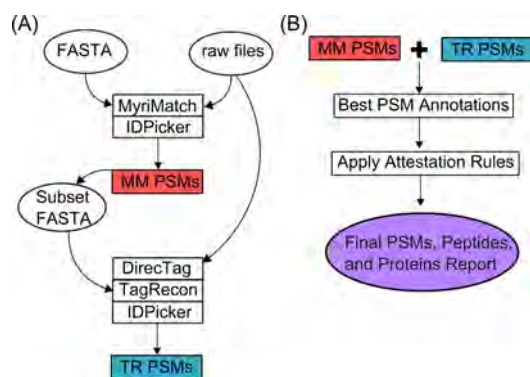 (A)
FASTA
raw files
MyriMatch
IDPicker
MM PSMs
Subset
FASTA
DirecTag
TagRecon
IDPicker
TR PSMs
(B)
MM PSMs + TR PSMs
Best PSM Annotations
Apply Attestation Rules
Final PSMs, Peptides,
and Proteins Report